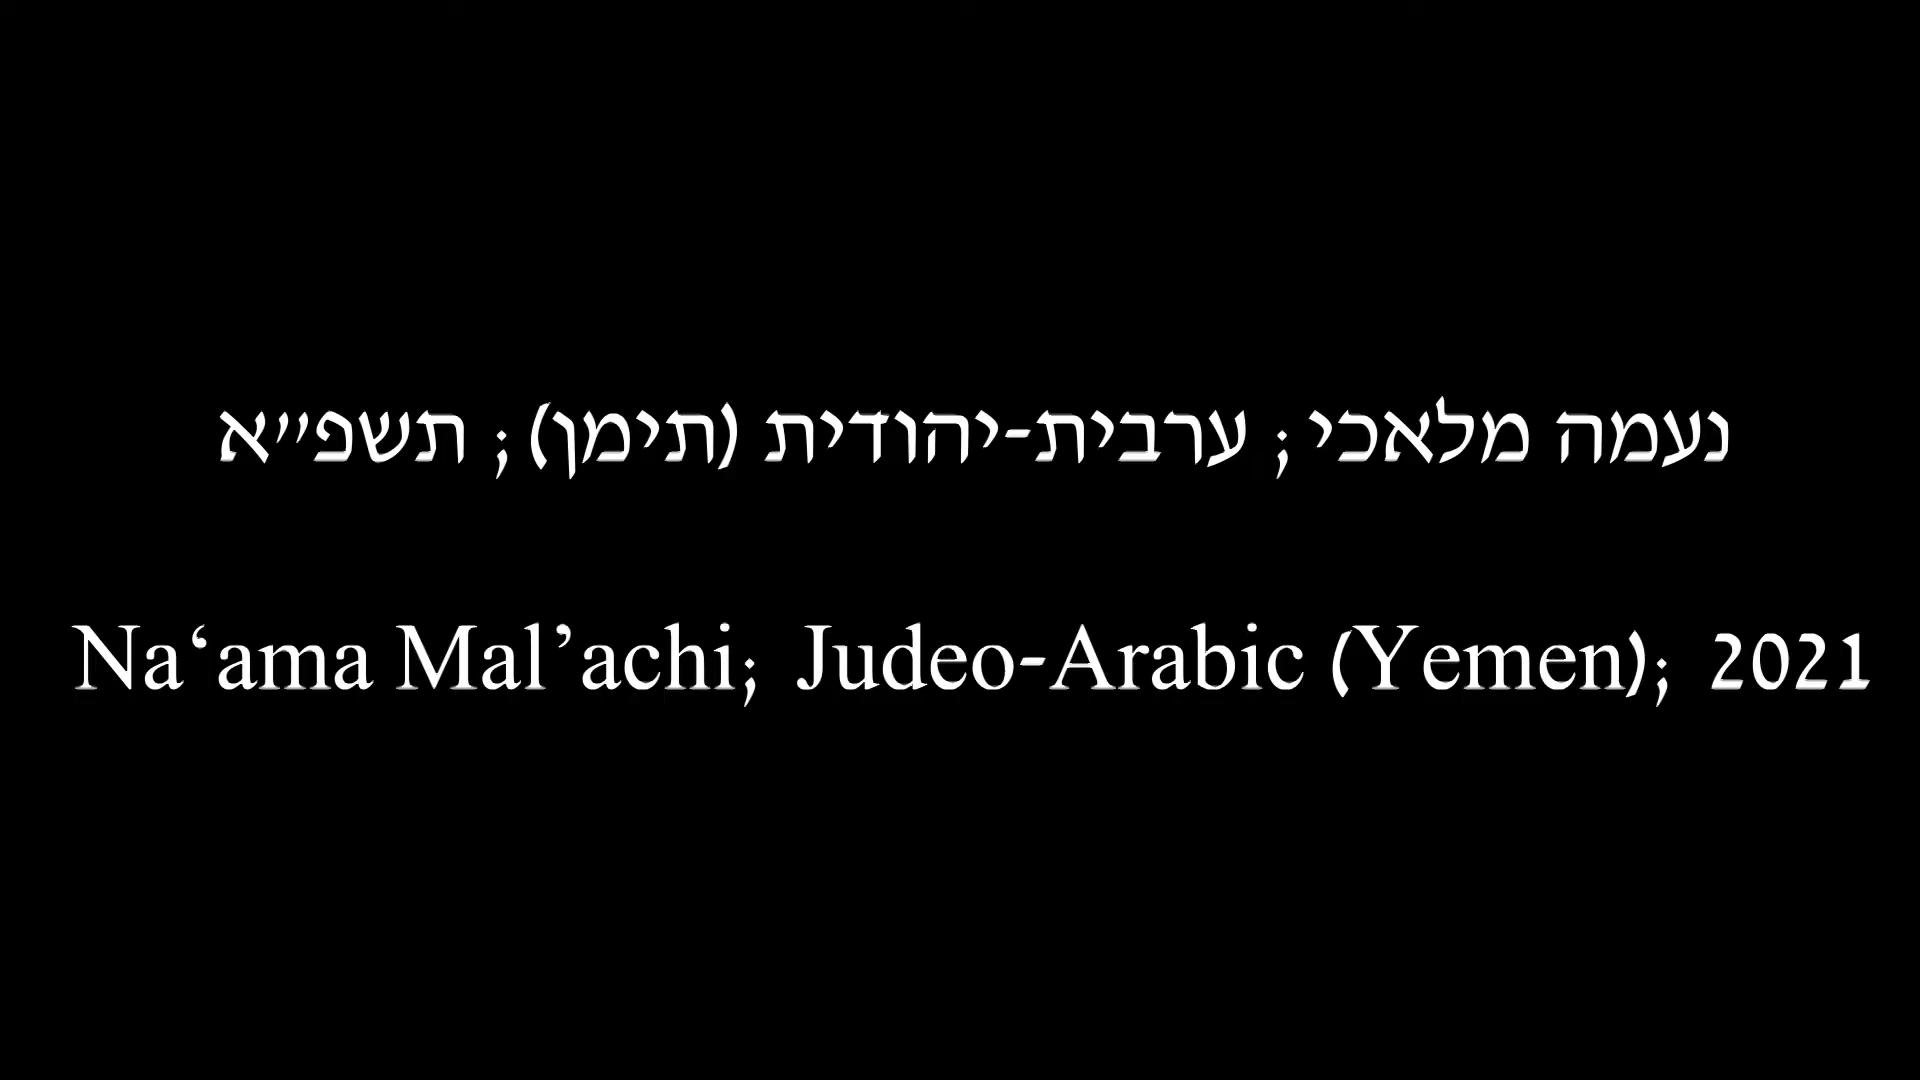 נעמה מלאכי; ערבית-יהודית (תימן); תשפ״א
Na‘ama Mal’achi; Judeo-Arabic (Yemen); 2021